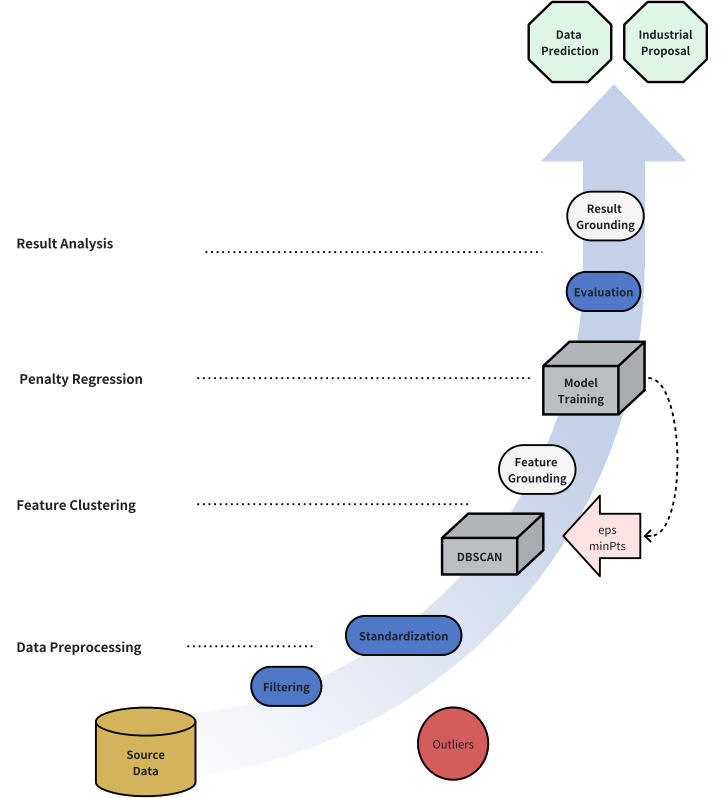 Data
Prediction
Industrial
Proposal
Result
Grounding
Result Analysis
Evaluation
Penalty Regression
Model
Training
Feature
Grounding
Feature Clustering
eps
minPts
DBSCAN
Standardization
Data Preprocessing
Filtering
Outliers
Source
Data